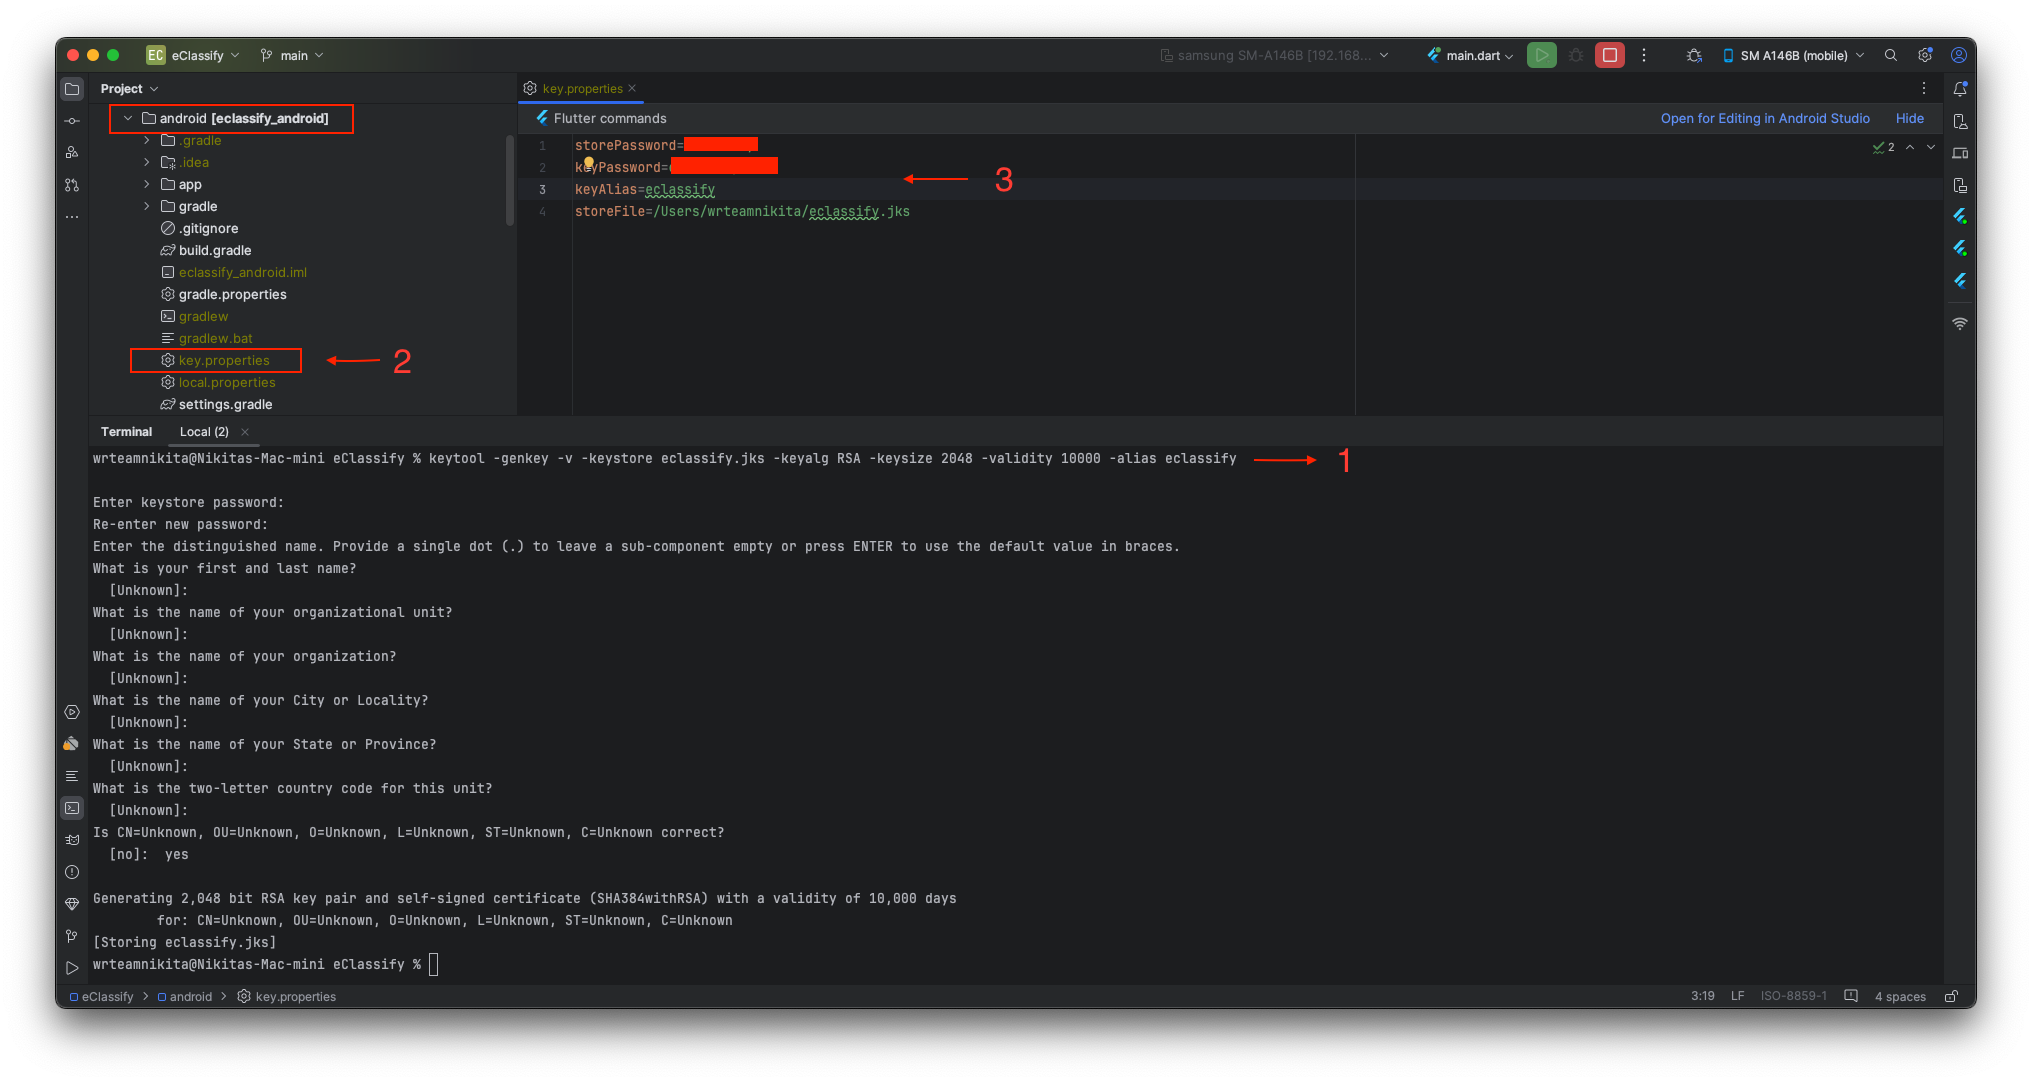 EC eClassify main samsung SM-A146B [192.168... main.dart SM A146B (mobile)
Project
key.properties
android [eclassify_android]
Flutter commands Open for Editing in Android Studio Hide
.gradle
.idea
app
gradle
.gitignore
build.gradle
eclassify_android.iml
gradle.properties
gradlew
gradlew.bat
key.properties
2
local.properties
settings.gradle
1 storePassword=
2 keyPassword=
3 keyAlias=eclassify
4 storeFile=/Users/wrteamnikita/eclassify.jks
3
2
Terminal Local (2)
wrteamnikita@Nikitas-Mac-mini eClassify % keytool -genkey -v -keystore eclassify.jks -keyalg RSA -keysize 2048 -validity 10000 -alias eclassify
1
Enter keystore password:
Re-enter new password:
Enter the distinguished name. Provide a single dot (.) to leave a sub-component empty or press ENTER to use the default value in braces.
What is your first and last name?
[Unknown]:
What is the name of your organizational unit?
[Unknown]:
What is the name of your organization?
[Unknown]:
What is the name of your City or Locality?
[Unknown]:
What is the name of your State or Province?
[Unknown]:
What is the two-letter country code for this unit?
[Unknown]:
Is CN=Unknown, OU=Unknown, O=Unknown, L=Unknown, ST=Unknown, C=Unknown correct?
[no]: yes
Generating 2,048 bit RSA key pair and self-signed certificate (SHA384withRSA) with a validity of 10,000 days
for: CN=Unknown, OU=Unknown, O=Unknown, L=Unknown, ST=Unknown, C=Unknown
[Storing eclassify.jks]
wrteamnikita@Nikitas-Mac-mini eClassify %
eClassify > android > key.properties 3:19 LF ISO-8859-1 4 spaces